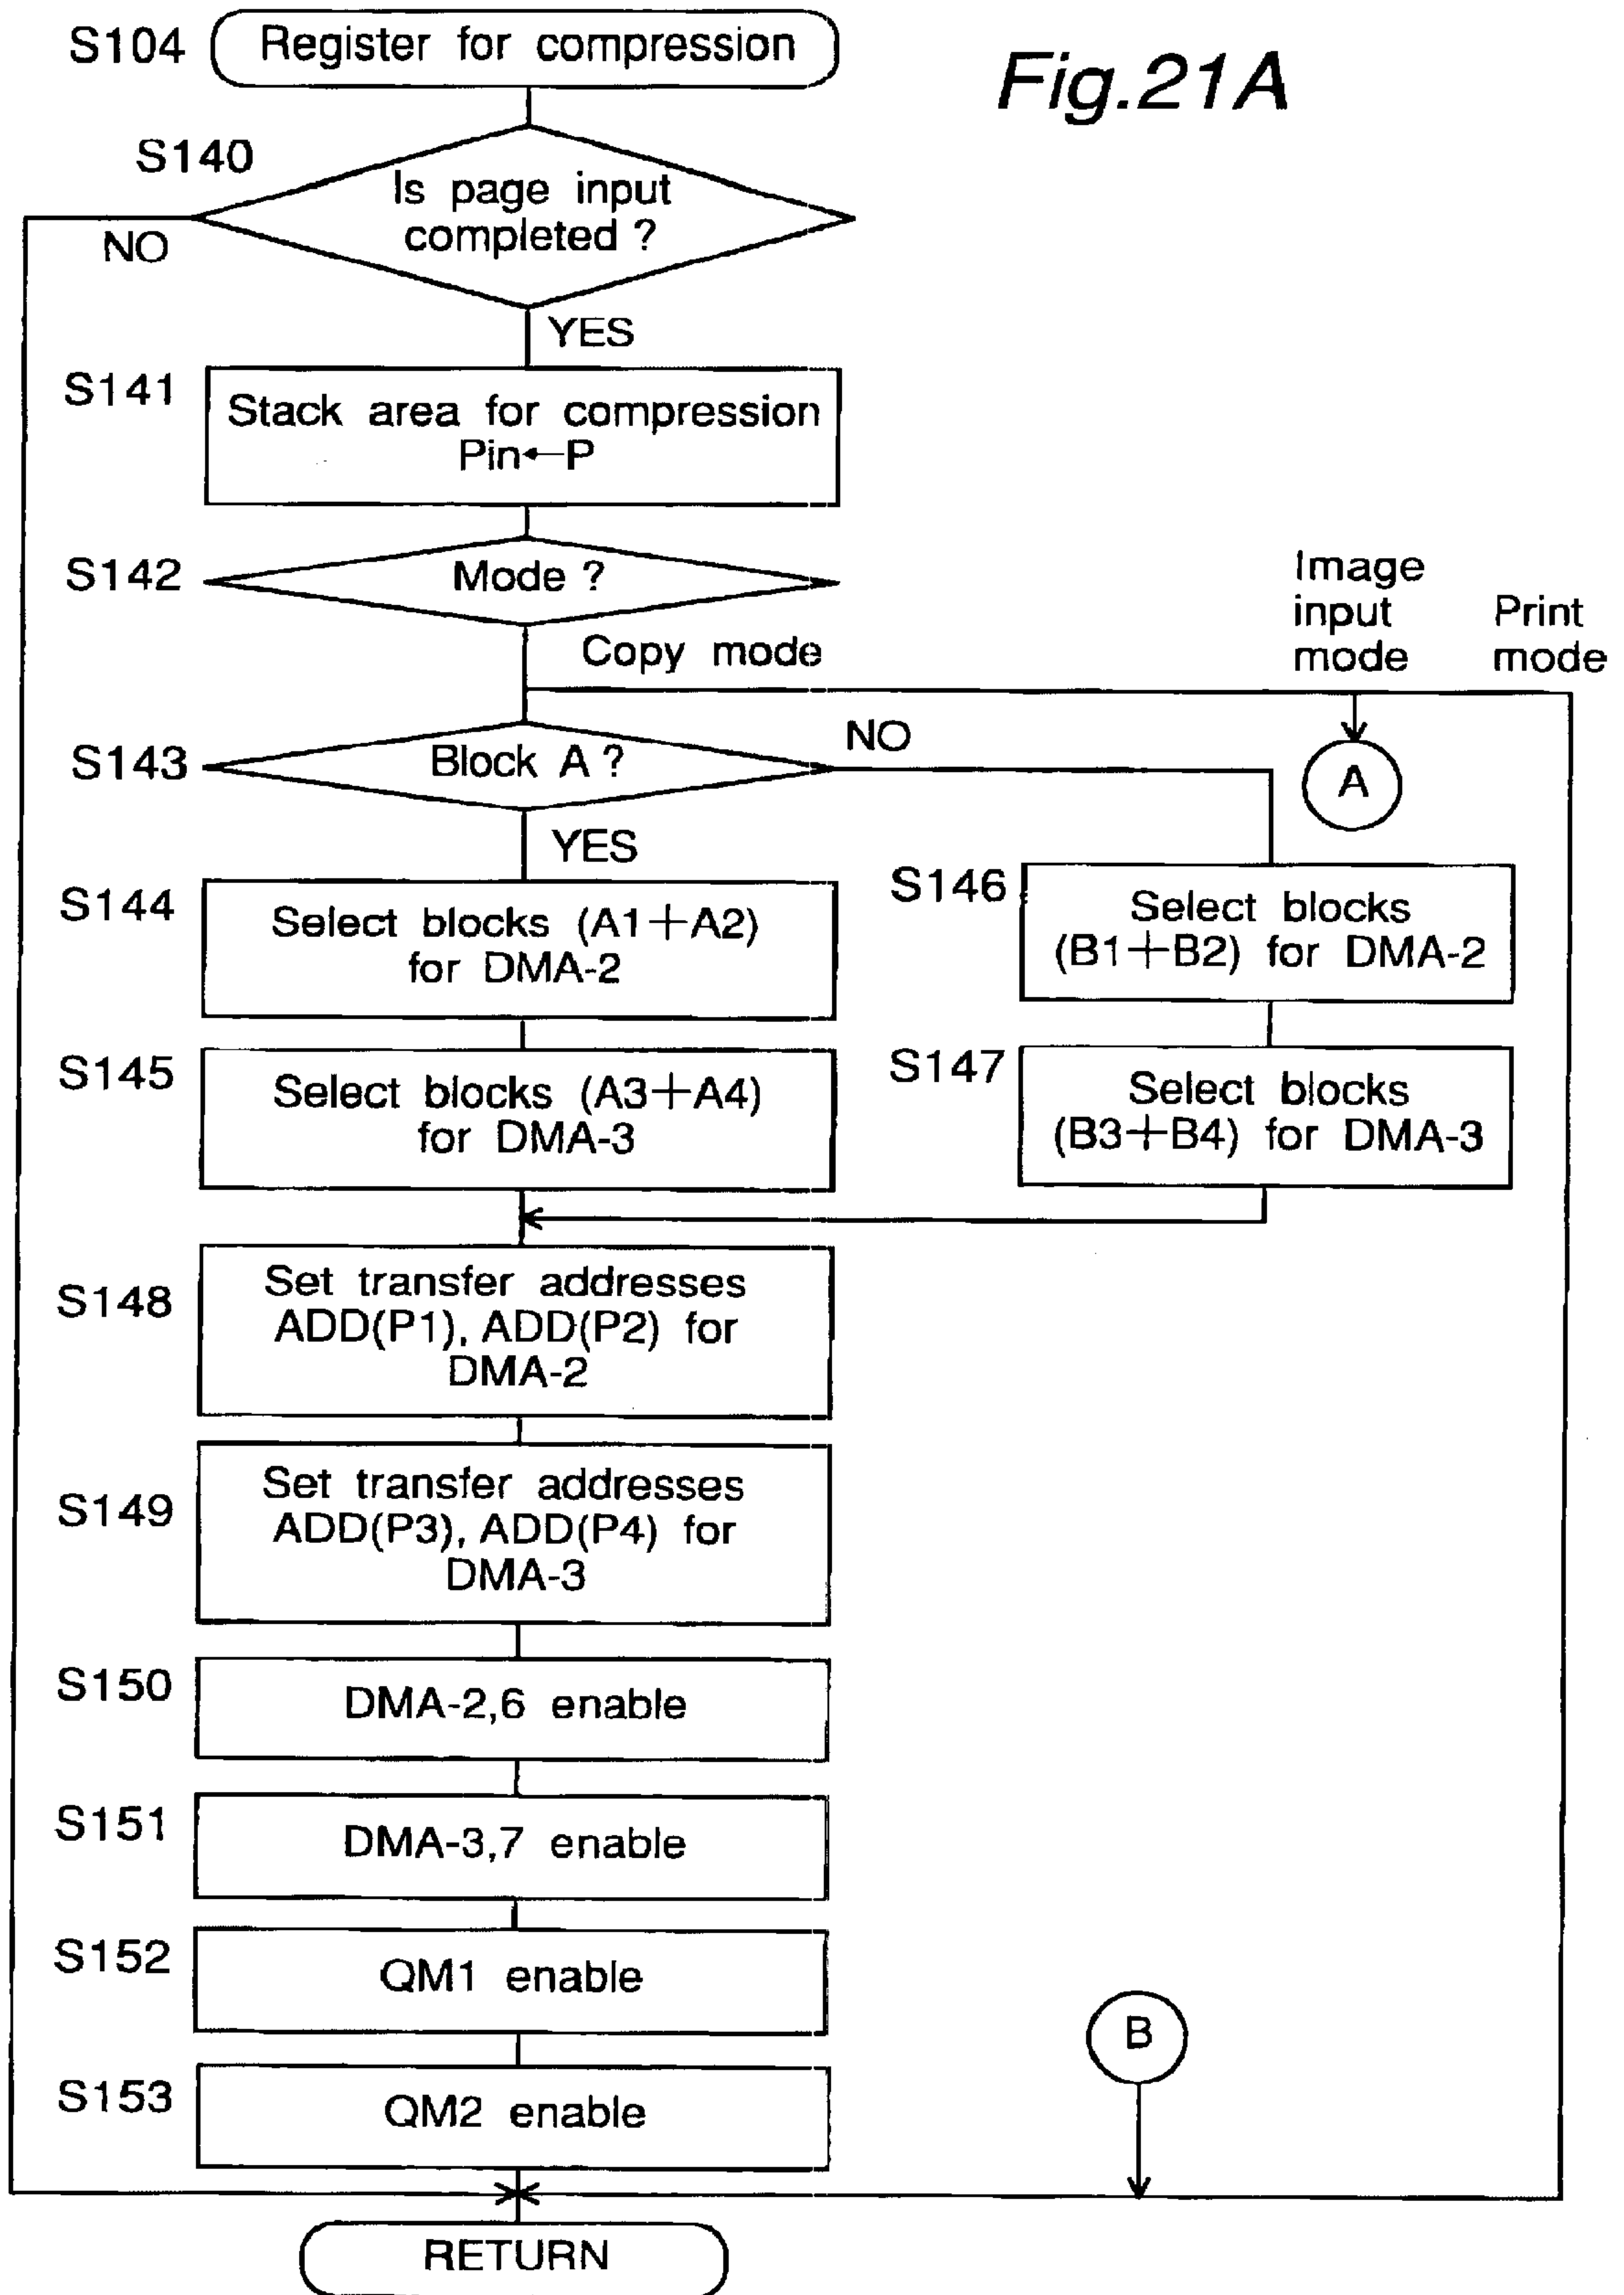 Fig.21A
S104
Register for compression
S140
Is page input
completed ?
NO
YES
S141
Stack area for compression
Pin←P
S142
Mode ?
Copy mode
Image
input
mode
Print
mode
S143
Block A ?
NO
A
YES
S144
Select blocks (A1+A2)
for DMA-2
S146
Select blocks
(B1+B2) for DMA-2
S145
Select blocks (A3+A4)
for DMA-3
S147
Select blocks
(B3+B4) for DMA-3
S148
Set transfer addresses
ADD(P1), ADD(P2) for
DMA-2
S149
Set transfer addresses
ADD(P3), ADD(P4) for
DMA-3
S150
DMA-2,6 enable
S151
DMA-3,7 enable
S152
QM1 enable
B
S153
QM2 enable
RETURN